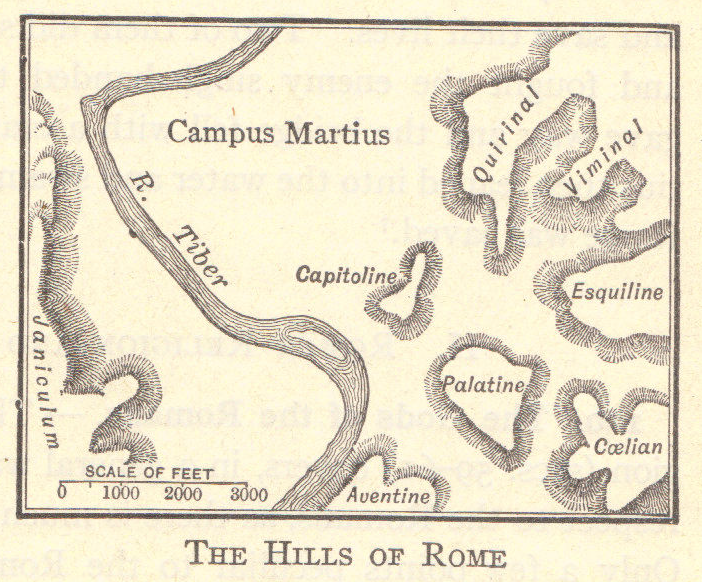 Campus Martius
Quirinal
Viminal
R. Tiber
Capitoline
Esquiline
Janiculum
Palatine
Cœlian
Aventine
SCALE OF FEET
0 1000 2000 3000
THE HILLS OF ROME